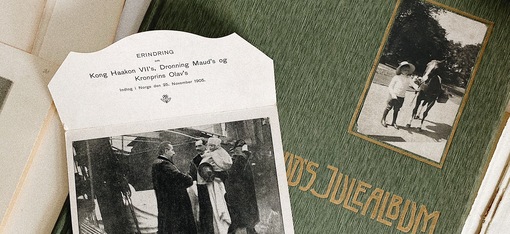 ERINDRING
om
Kong Haakon VII's, Dronning Maud's og
Kronprins Olav's
Indtog i Norge den 25. November 1905.
JULEALBUM